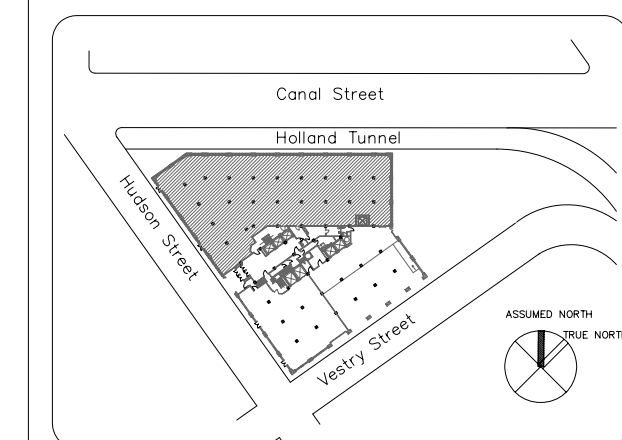 Canal Street
Holland Tunnel
Hudson Street
Vestry Street
ASSUMED NORTH
TRUE NORT